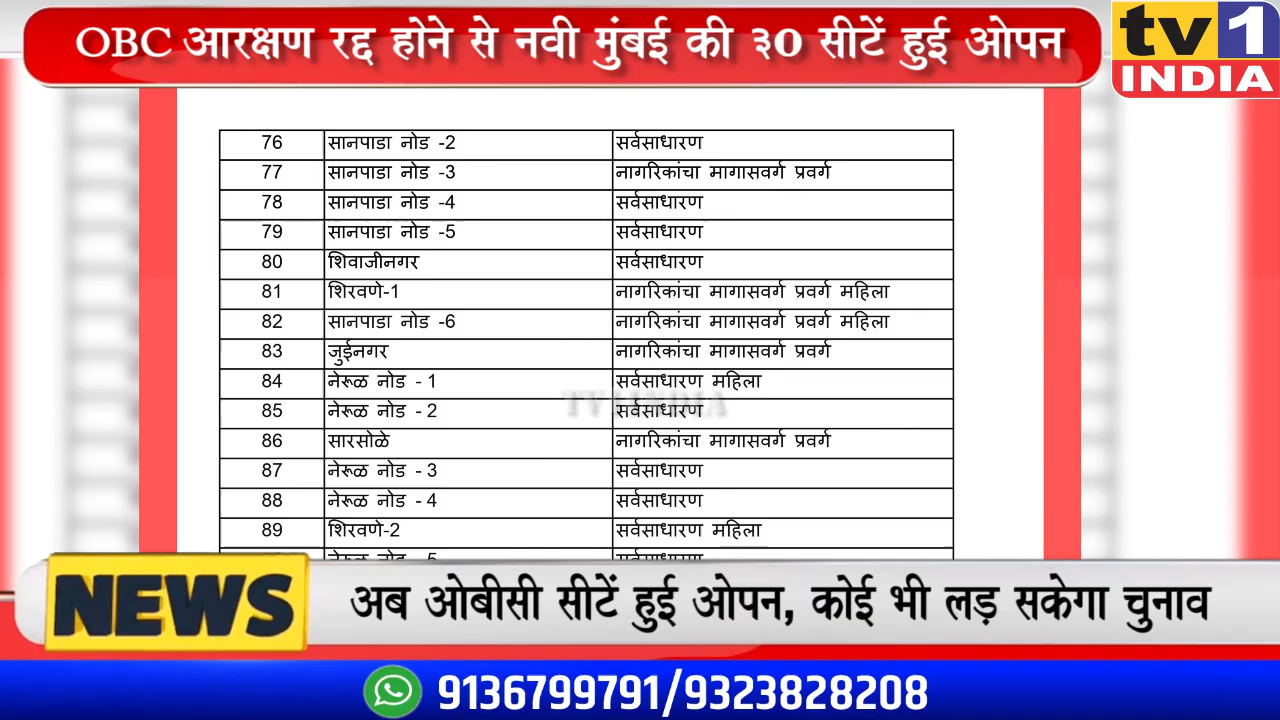 OBC आरक्षण रद्द होने से नवी मुंबई की ३0 सीटें हुई ओपन
tv1
INDIA
76 सानपाडा नोड -2 सर्वसाधारण
77 सानपाडा नोड -3 नागरिकांचा मागासवर्ग प्रवर्ग
78 सानपाडा नोड -4 सर्वसाधारण
79 सानपाडा नोड -5 सर्वसाधारण
80 शिवाजीनगर सर्वसाधारण
81 शिरवणे-1 नागरिकांचा मागासवर्ग प्रवर्ग महिला
82 सानपाडा नोड -6 नागरिकांचा मागासवर्ग प्रवर्ग महिला
83 जुईनगर नागरिकांचा मागासवर्ग प्रवर्ग
84 नेरूळ नोड - 1 सर्वसाधारण महिला
85 नेरूळ नोड - 2 सर्वसाधारण
86 सारसोळे नागरिकांचा मागासवर्ग प्रवर्ग
87 नेरूळ नोड - 3 सर्वसाधारण
88 नेरूळ नोड - 4 सर्वसाधारण
89 शिरवणे-2 सर्वसाधारण महिला
NEWS
अब ओबीसी सीटें हुई ओपन, कोई भी लड़ सकेगा चुनाव
9136799791/9323828208